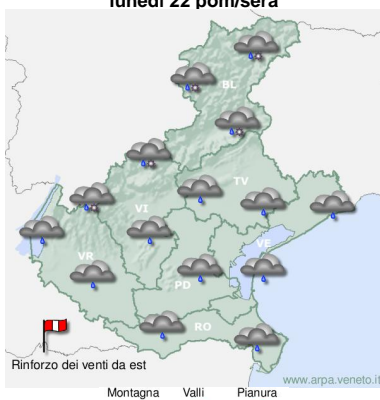 lunedì 22 pom/sera
BL
TV
VI
VE
VR
PD
RO
Rinforzo dei venti da est
www.arpa.veneto.it
Montagna Valli Pianura